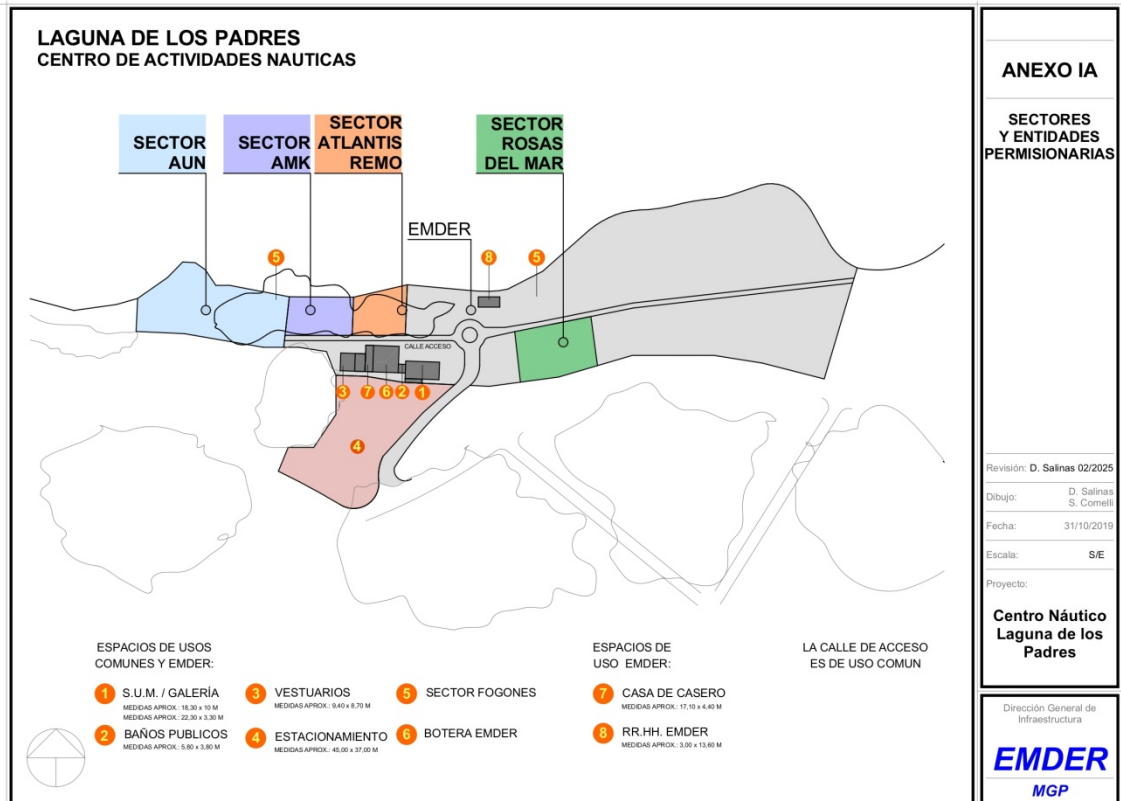 LAGUNA DE LOS PADRES
CENTRO DE ACTIVIDADES NAUTICAS
SECTOR
AUN
SECTOR
AMK
SECTOR
ATLANTIS
REMO
SECTOR
ROSAS
DEL MAR
EMDER
5
8
5
CALLE ACCESO
3
7
6
2
1
4
ESPACIOS DE USOS
COMUNES Y EMDER:
1 S.U.M. / GALERÍA
MEDIDAS APROX.: 18,30 x 10 M
MEDIDAS APROX.: 22,30 x 3,30 M
2 BAÑOS PUBLICOS
MEDIDAS APROX.: 5,80 x 3,80 M
3 VESTUARIOS
MEDIDAS APROX.: 9,40 x 8,70 M
4 ESTACIONAMIENTO
MEDIDAS APROX.: 45,00 x 37,00 M
5 SECTOR FOGONES
6 BOTERA EMDER
ESPACIOS DE
USO EMDER:
7 CASA DE CASERO
MEDIDAS APROX.: 17,10 x 4,40 M
8 RR.HH. EMDER
MEDIDAS APROX.: 3,00 x 13,60 M
LA CALLE DE ACCESO
ES DE USO COMUN
ANEXO IA
SECTORES
Y ENTIDADES
PERMISIONARIAS
Revisión: D. Salinas 02/2025
Dibujo: D. Salinas
S. Comelli
Fecha: 31/10/2019
Escala: S/E
Proyecto:
Centro Náutico
Laguna de los
Padres
Dirección General de
Infraestructura
EMDER
MGP